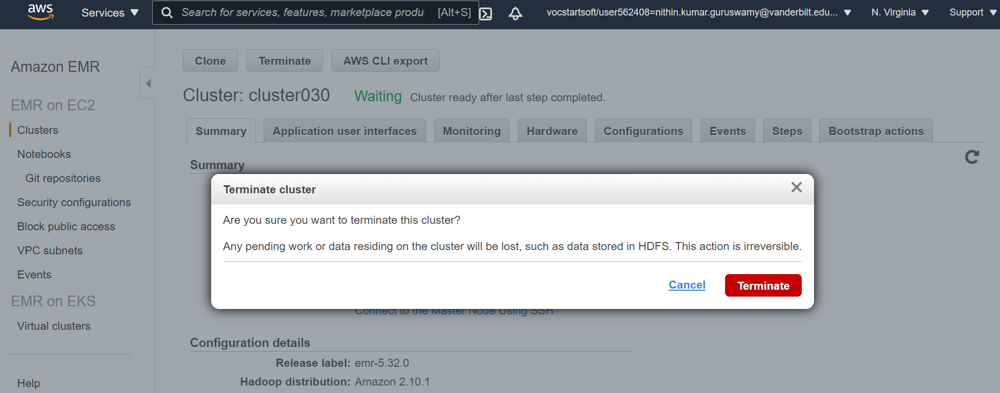 aws
Services
Search for services, features, marketplace produ [Alt+S]
vocstartsoft/user562408=nithin.kumar.guruswamy@vanderbilt.edu...
N. Virginia
Support
Amazon EMR
EMR on EC2
Clusters
Notebooks
Git repositories
Security configurations
Block public access
VPC subnets
Events
EMR on EKS
Virtual clusters
Help
Clone
Terminate
AWS CLI export
Cluster: cluster030 Waiting Cluster ready after last step completed.
Summary
Application user interfaces
Monitoring
Hardware
Configurations
Events
Steps
Bootstrap actions
Summary
Terminate cluster
Are you sure you want to terminate this cluster?
Any pending work or data residing on the cluster will be lost, such as data stored in HDFS. This action is irreversible.
Cancel
Terminate
Connect to the Master Node Using SSH
Configuration details
Release label: emr-5.32.0
Hadoop distribution: Amazon 2.10.1